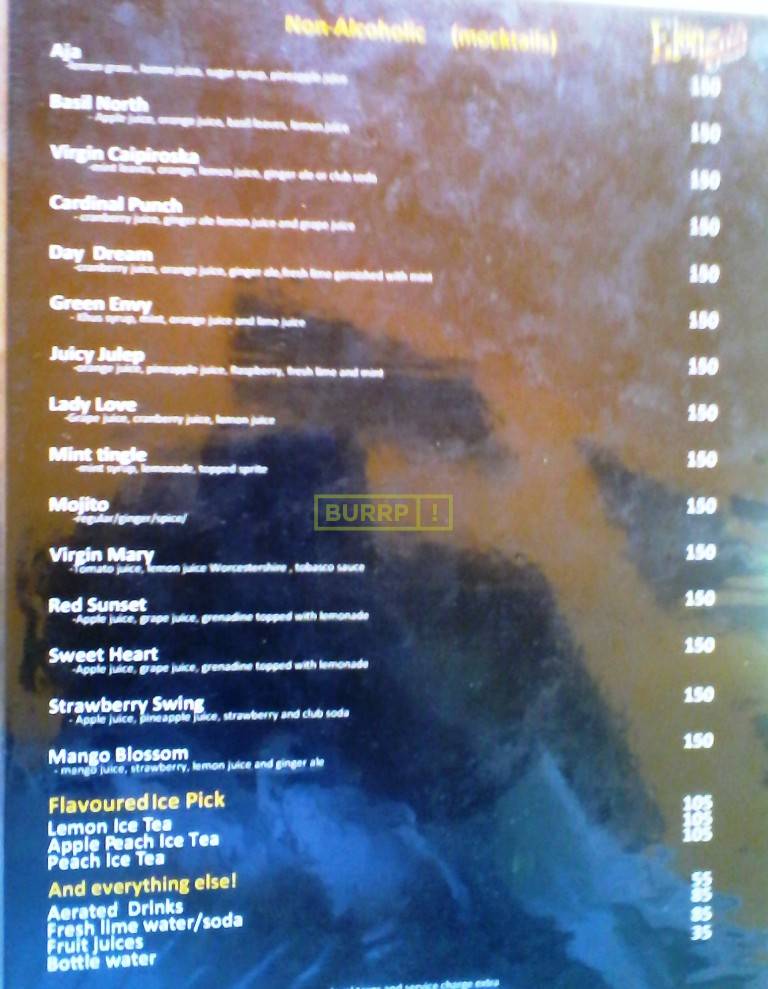 Non-Alcoholic (mocktails)
Aja 150
-lemon grass, lemon juice, sugar syrup, pineapple juice
Basil North 150
- Apple juice, orange juice, basil leaves, lemon juice
Virgin Caipiroska 150
-mint leaves, orange, lemon juice, ginger ale or club soda
Cardinal Punch 150
- cranberry juice, ginger ale lemon juice and grape juice
Day Dream 150
-cranberry juice, orange juice, ginger ale,fresh lime garnished with mint
Green Envy 150
- Khus syrup, mint, orange juice and lime juice
Juicy Julep 150
-orange juice, pineapple juice, Raspberry, fresh lime and mint
Lady Love 150
-Grape juice, cranberry juice, lemon juice
Mint tingle 150
-mint syrup, lemonade, topped sprite
Mojito 150
-regular/ginger/spice/
BURRP!
Virgin Mary 150
-Tomato juice, lemon juice Worcestershire , tobasco sauce
Red Sunset 150
-Apple juice, grape juice, grenadine topped with lemonade
Sweet Heart 150
-Apple juice, grape juice, grenadine topped with lemonade
Strawberry Swing 150
- Apple juice, pineapple juice, strawberry and club soda
Mango Blossom 150
- mango juice, strawberry, lemon juice and ginger ale
Flavoured Ice Pick
Lemon Ice Tea 105
Apple Peach Ice Tea 105
Peach Ice Tea 105
And everything else!
Aerated Drinks 55
Fresh lime water/soda 85
Fruit Juices 85
Bottle water 35
and service charge extra